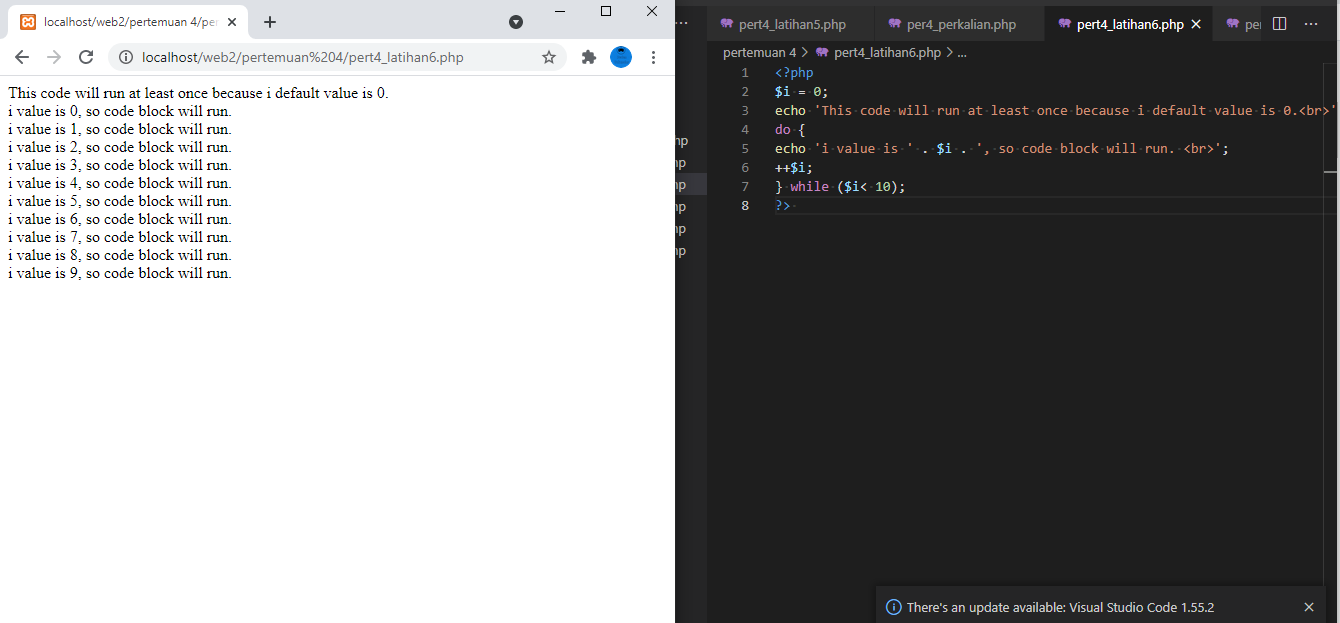 localhost/web2/pertemuan 4/per
localhost/web2/pertemuan%204/pert4_latihan6.php
This code will run at least once because i default value is 0.
i value is 0, so code block will run.
i value is 1, so code block will run.
i value is 2, so code block will run.
i value is 3, so code block will run.
i value is 4, so code block will run.
i value is 5, so code block will run.
i value is 6, so code block will run.
i value is 7, so code block will run.
i value is 8, so code block will run.
i value is 9, so code block will run.
hp
hp
hp
hp
hp
hp
pert4_latihan5.php per4_perkalian.php pert4_latihan6.php pe
pertemuan 4 > pert4_latihan6.php > ...
1 <?php
2 $i = 0;
3 echo 'This code will run at least once because i default value is 0.<br>'
4 do {
5 echo 'i value is ' . $i . ', so code block will run. <br>';
6 ++$i;
7 } while ($i< 10);
8 ?>
There's an update available: Visual Studio Code 1.55.2